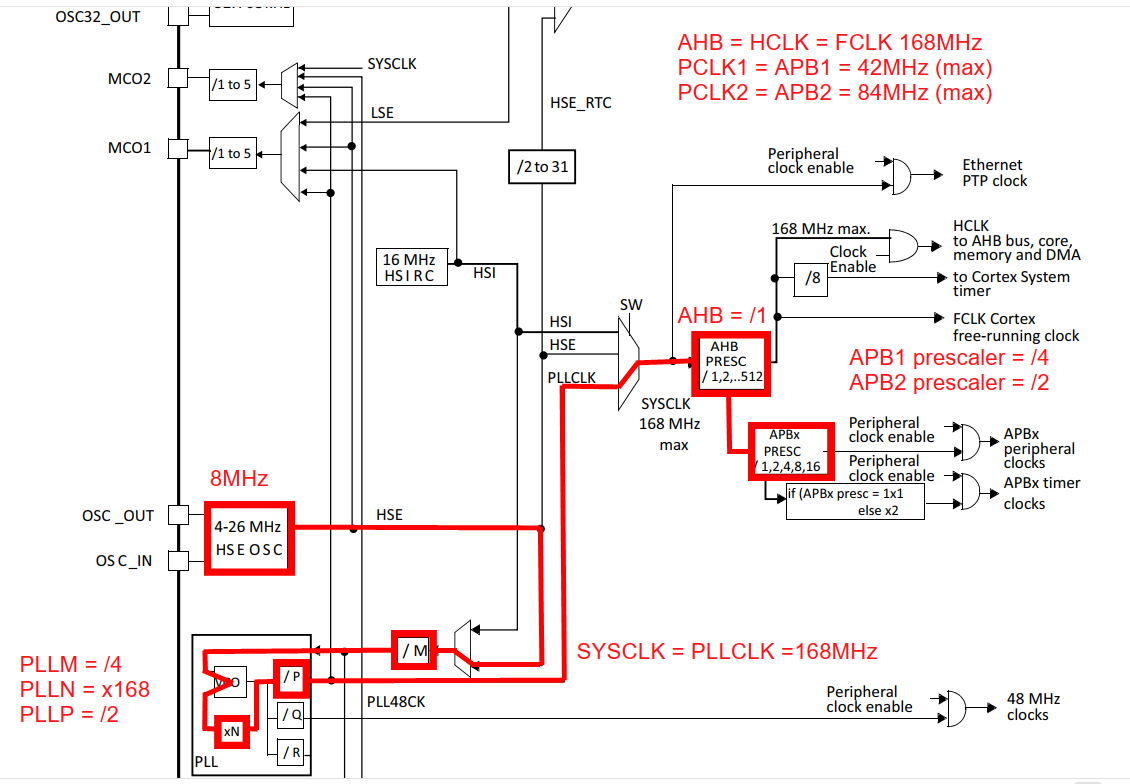 OSC32_OUT
MCO2
/1 to 5
SYSCLK
LSE
MCO1
/1 to 5
HSE_RTC
/2 to 31
AHB = HCLK = FCLK 168MHz
PCLK1 = APB1 = 42MHz (max)
PCLK2 = APB2 = 84MHz (max)
Peripheral
clock enable
Ethernet
PTP clock
168 MHz max.
HCLK
to AHB bus, core,
memory and DMA
Clock
Enable
/8
to Cortex System
timer
FCLK Cortex
free-running clock
16 MHz
HSI RC
HSI
SW
HSI
HSE
PLLCLK
SYSCLK
168 MHz
max
AHB = /1
AHB
PRESC
/ 1,2,..512
APB1 prescaler = /4
APB2 prescaler = /2
APBx
PRESC
/ 1,2,4,8,16
Peripheral
clock enable
APBx
peripheral
clocks
Peripheral
clock enable
APBx timer
clocks
if (APBx presc = 1x1
else x2
8MHz
OSC _OUT
OSC_IN
4-26 MHz
HSE OSC
HSE
/ M
SYSCLK = PLLCLK =168MHz
PLLM = /4
PLLN = x168
PLLP = /2
/ P
PLL48CK
/ Q
xN
/ R
PLL
Peripheral
clock enable
48 MHz
clocks